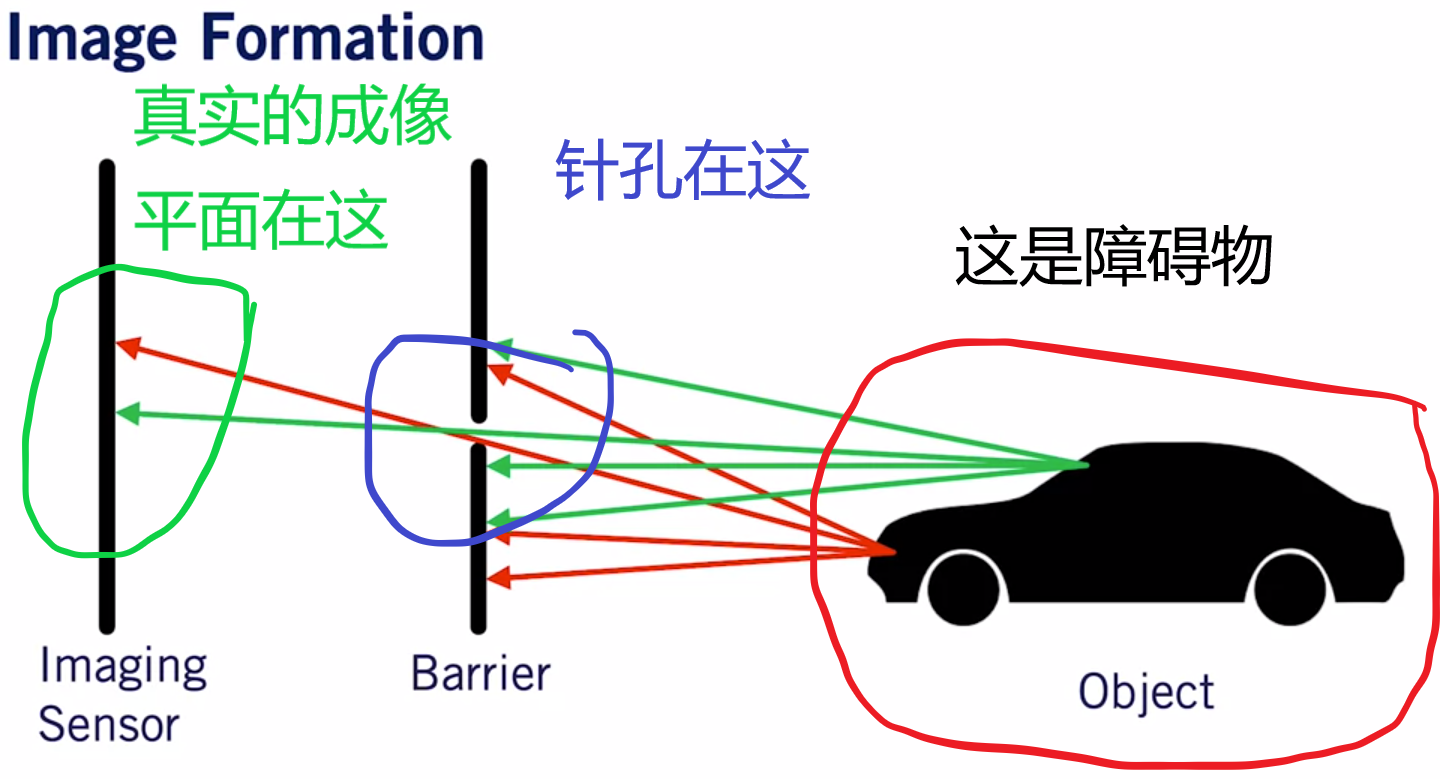 Image Formation
真实的成像
平面在这
针孔在这
这是障碍物
Imaging
Sensor
Barrier
Object